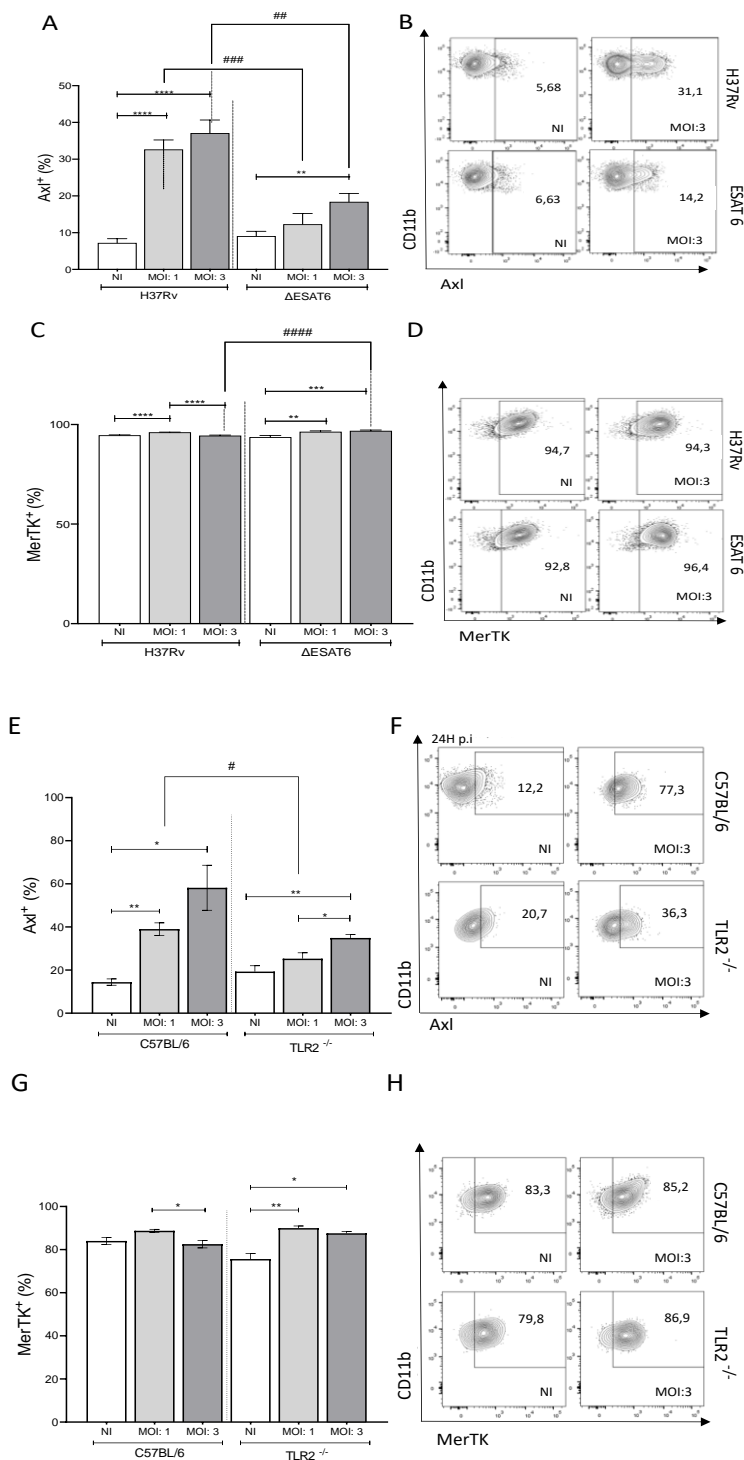 A
##
###
****
****
**
50
40
30
20
10
0
Axl+ (%)
NI MOI: 1 MOI: 3 NI MOI: 1 MOI: 3
H37Rv ΔESAT6
B
5,68
NI
31,1
MOI:3
H37Rv
6,63
NI
14,2
MOI:3
ESAT 6
CD11b
Axl
C
####
****
****
***
**
100
50
0
MerTK+ (%)
NI MOI: 1 MOI: 3 NI MOI: 1 MOI: 3
H37Rv ΔESAT6
D
94,7
NI
94,3
MOI:3
H37Rv
92,8
NI
96,4
MOI:3
ESAT 6
CD11b
MerTK
E
#
*
**
**
*
100
80
60
40
20
0
Axl+ (%)
NI MOI: 1 MOI: 3 NI MOI: 1 MOI: 3
C57BL/6 TLR2 -/-
F
24H p.i
12,2
NI
77,3
MOI:3
C57BL/6
20,7
NI
36,3
MOI:3
TLR2 -/-
CD11b
Axl
G
*
*
**
100
80
60
40
20
0
MerTK+ (%)
NI MOI: 1 MOI: 3 NI MOI: 1 MOI: 3
C57BL/6 TLR2 -/-
H
83,3
NI
85,2
MOI:3
C57BL/6
79,8
NI
86,9
MOI:3
TLR2 -/-
CD11b
MerTK